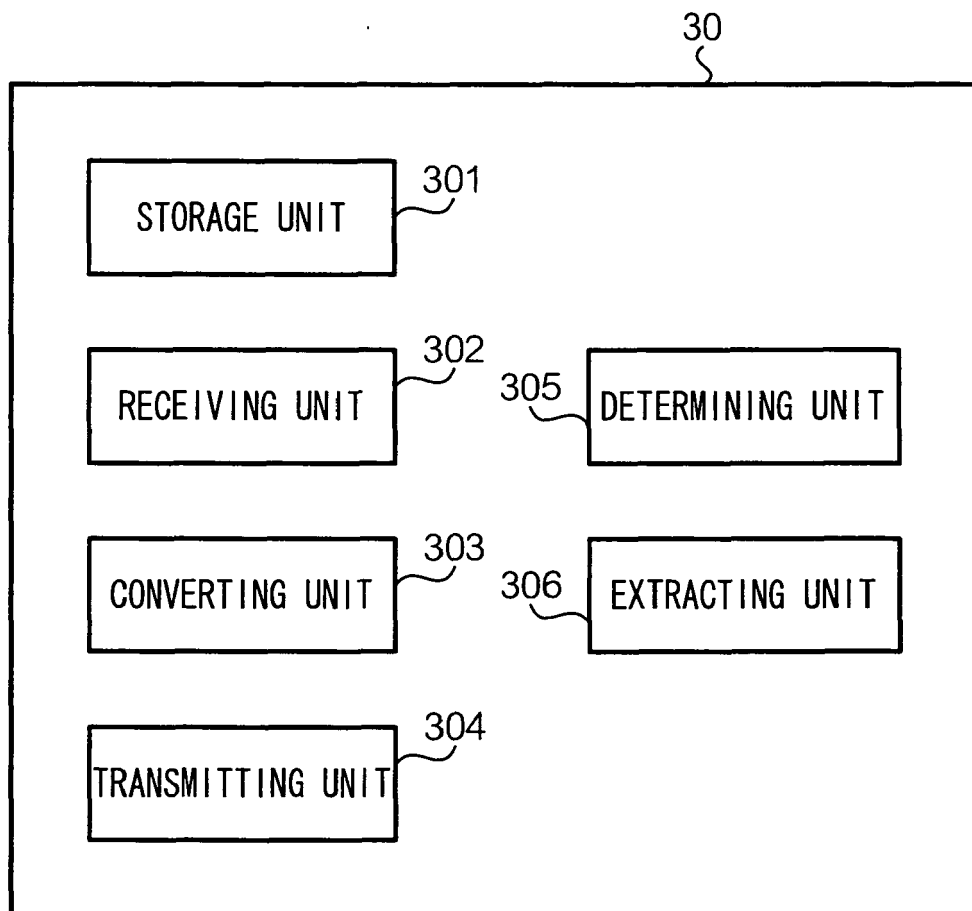 30
STORAGE UNIT
301
RECEIVING UNIT
302
305
DETERMINING UNIT
CONVERTING UNIT
303
306
EXTRACTING UNIT
TRANSMITTING UNIT
304